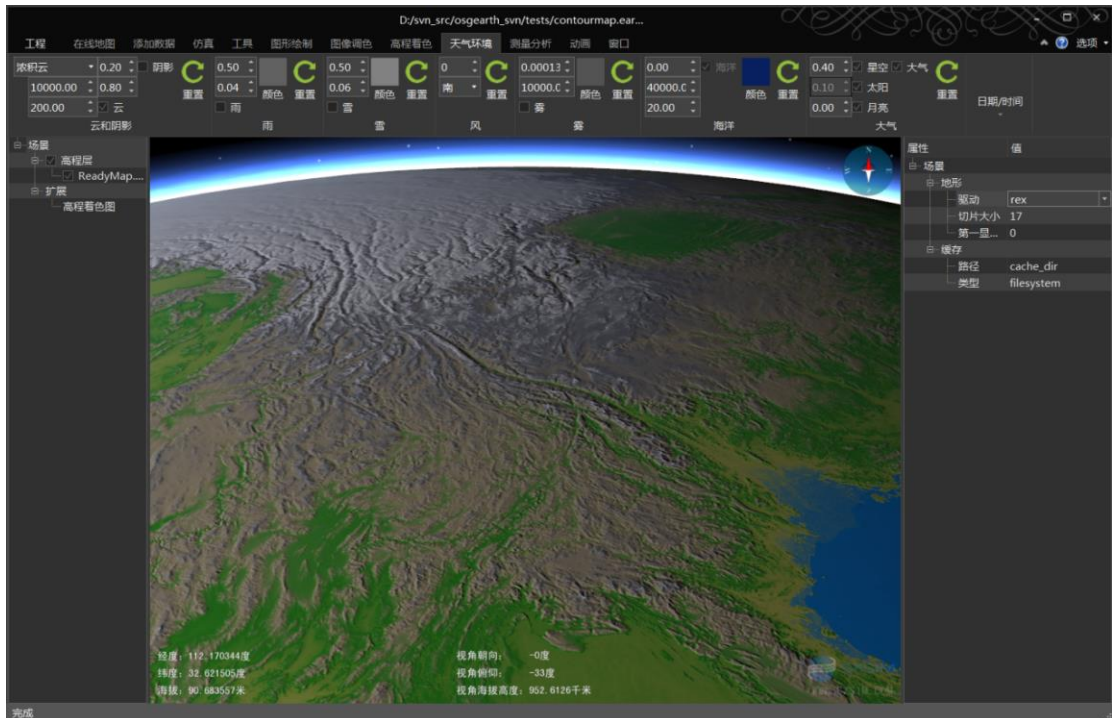 D:/svn_src/osgearth_svn/tests/contourmap.ear...
工程 在线地图 添加数据 仿真 工具 图形绘制 图像调色 高程着色 天气环境 测量分析 动画 窗口 选项
浓积云 0.20 阴影 0.50 0.50 0 0.00013 0.00 海洋 0.40 星空 大气
10000.00 0.80 重置 0.04 颜色 重置 0.06 颜色 重置 南 重置 10000.0 颜色 重置 40000.0 颜色 重置 0.10 太阳 重置
200.00 云 雨 雪 雾 20.00 0.00 月亮 日期/时间
云和阴影 雨 雪 风 雾 海洋 大气
场景
高程层
ReadyMap....
扩展
高程着色图
N
属性 值
场景
地形
驱动 rex
切片大小 17
第一显... 0
缓存
路径 cache_dir
类型 filesystem
经度：112.170344度 视角朝向： -0度
纬度：32.621505度 视角俯仰： -33度
海拔：90.683557米 视角海拔高度：952.6126千米
完成